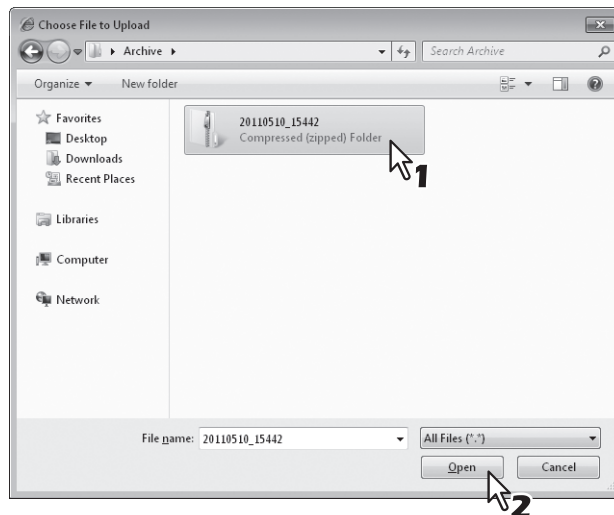 Choose File to Upload
Archive
Search Archive
Organize New folder
Favorites
Desktop
Downloads
Recent Places
Libraries
Computer
Network
20110510_15442
Compressed (zipped) Folder
1
File name: 20110510_15442 All Files (*.*)
Open Cancel
2